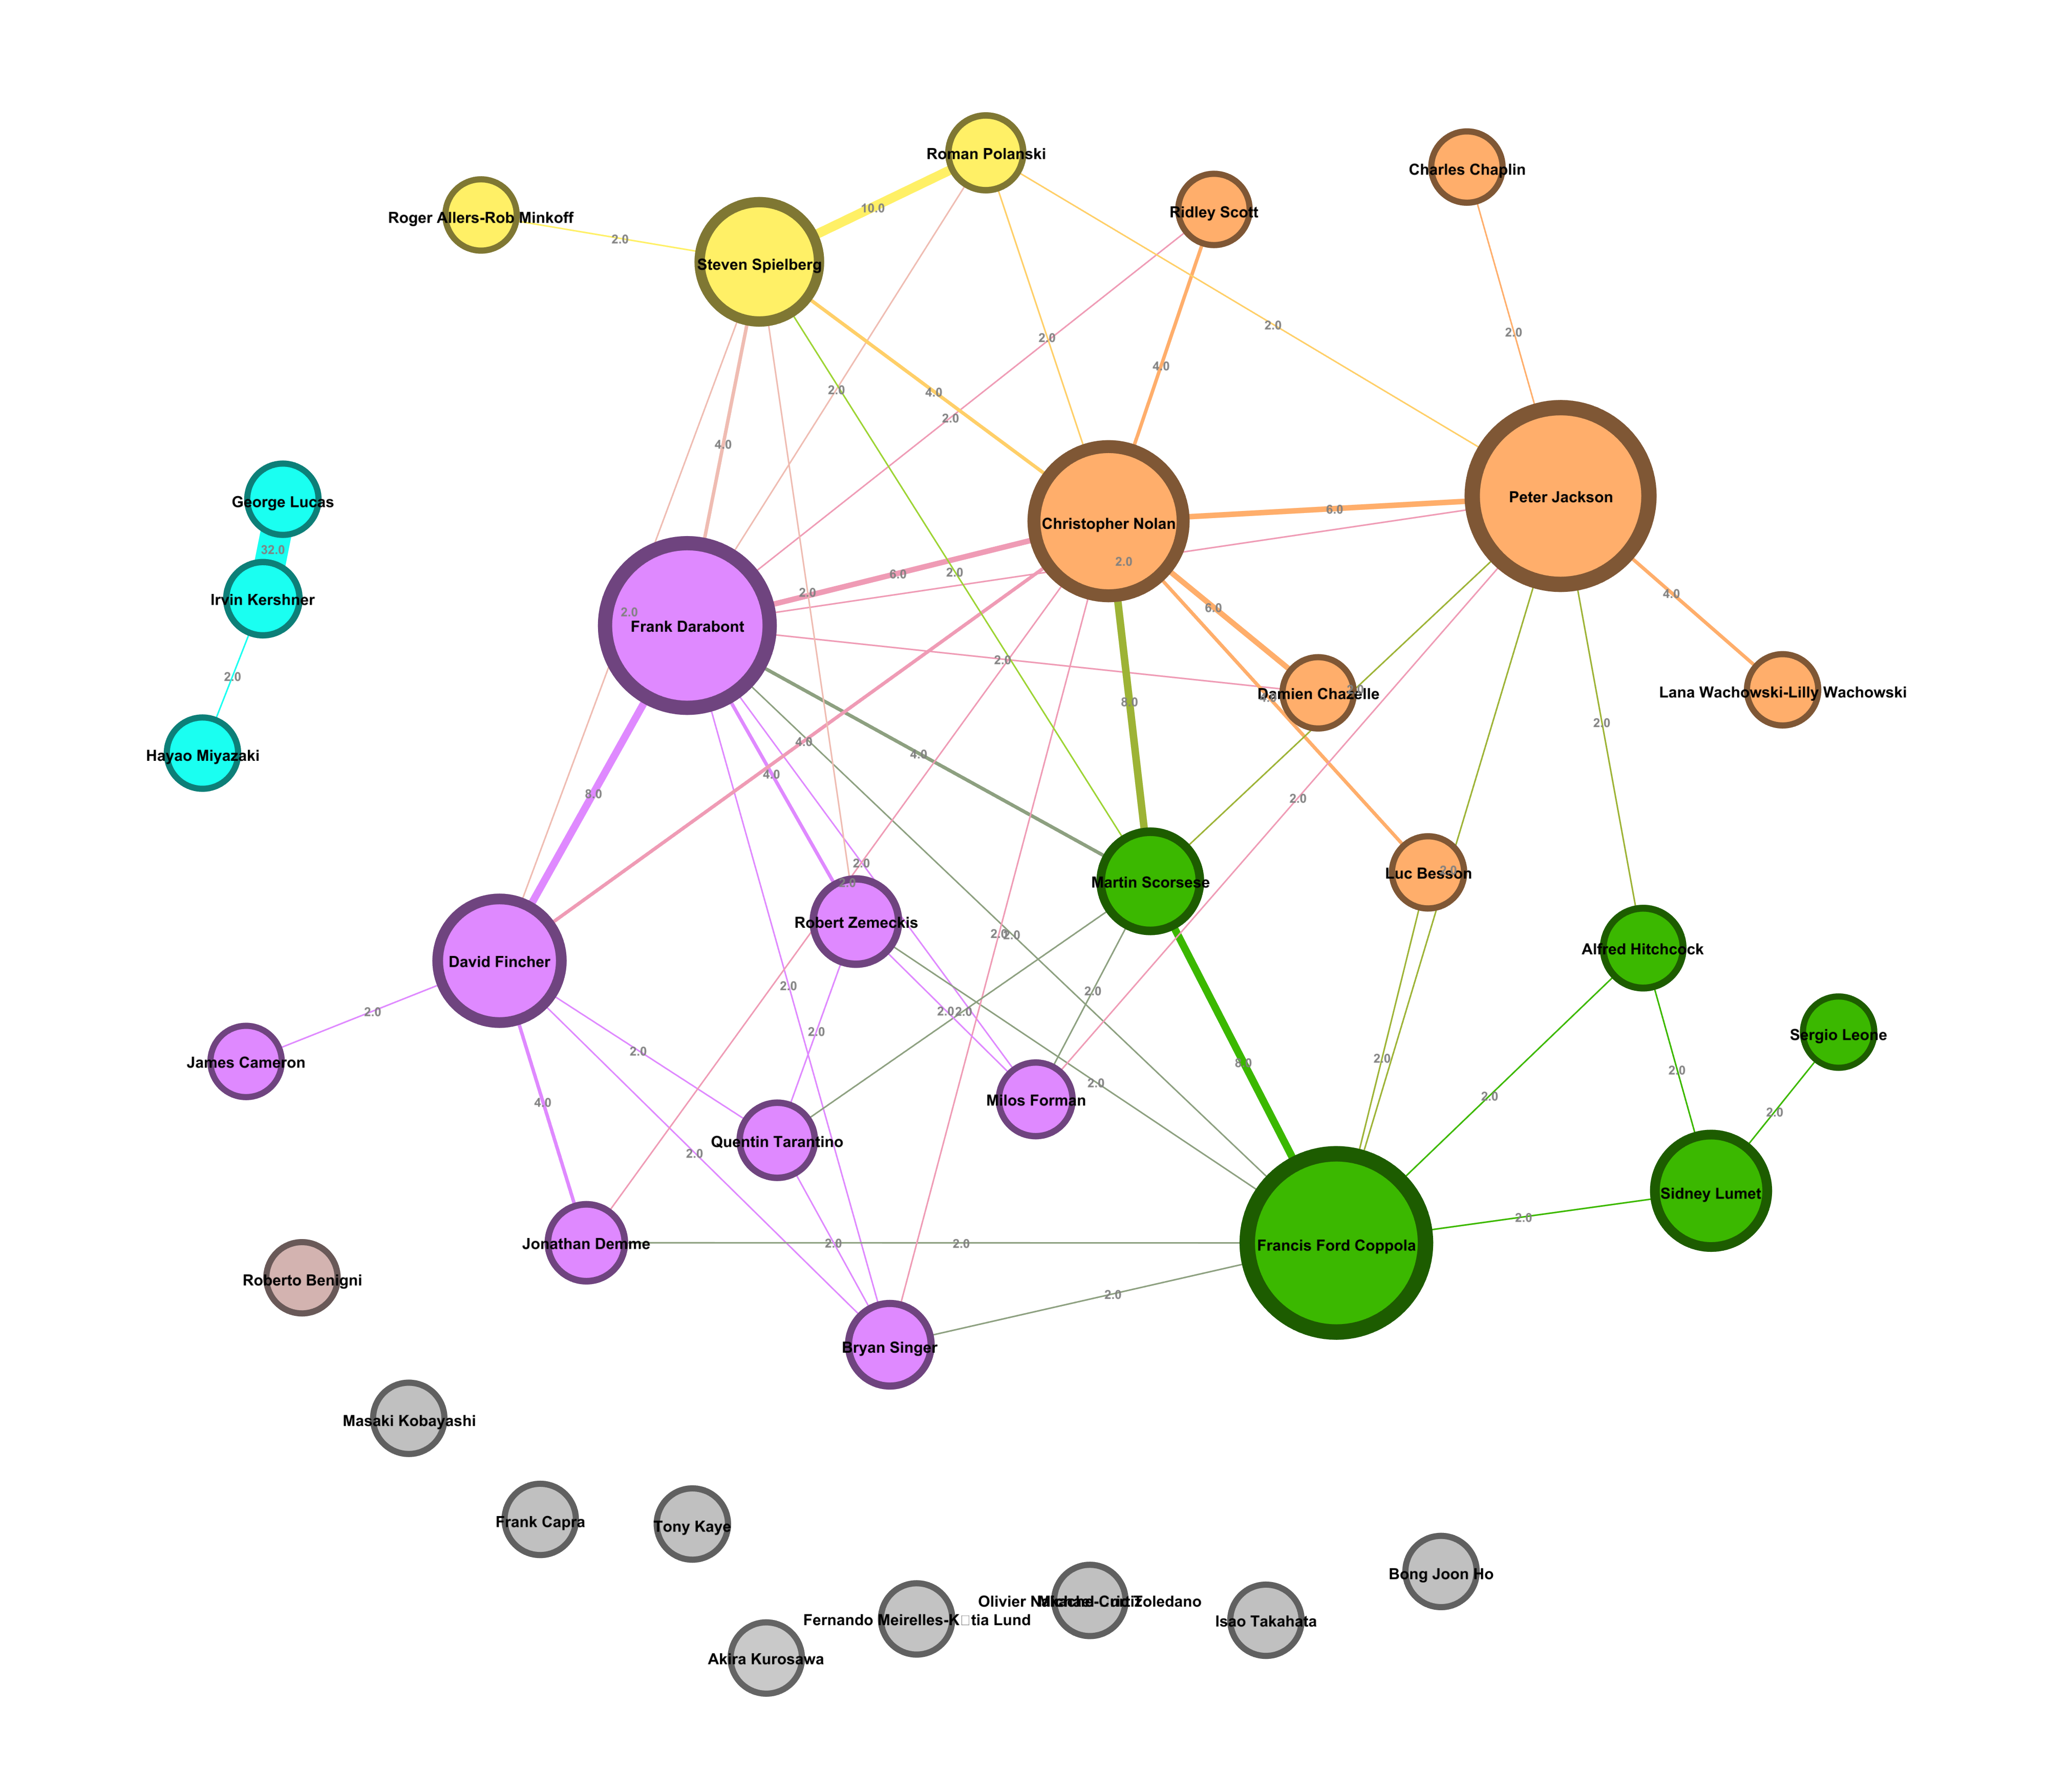 Roman Polanski
Charles Chaplin
Ridley Scott
10.0
Roger Allers-Rob Minkoff
2.0
Steven Spielberg
2.0
2.0
2.0
4.0
2.0
4.0
2.0
4.0
George Lucas
Peter Jackson
6.0
Christopher Nolan
32.0
2.0
2.0
6.0
Irvin Kershner
2.0
4.0
6.0
2.0
Frank Darabont
2.0
2.0
Damien Chazelle
Lana Wachowski-Lilly Wachowski
2.0
4.0
Hayao Miyazaki
4.0
4.0
8.0
8.0
2.0
2.0
Luc Besson
Martin Scorsese
2.0
Robert Zemeckis
2.0
2.0
Alfred Hitchcock
David Fincher
2.0
2.0
2.0
2.0
2.0
2.0
Sergio Leone
2.0
2.0
James Cameron
2.0
8.0
2.0
2.0
2.0
4.0
Milos Forman
2.0
Quentin Tarantino
2.0
Sidney Lumet
2.0
Jonathan Demme
2.0
2.0
Francis Ford Coppola
Roberto Benigni
2.0
Bryan Singer
Masaki Kobayashi
Frank Capra
Tony Kaye
Bong Joon Ho
Olivier
Toledano
Fernando Meirelles-K□tia Lund
Isao Takahata
Akira Kurosawa